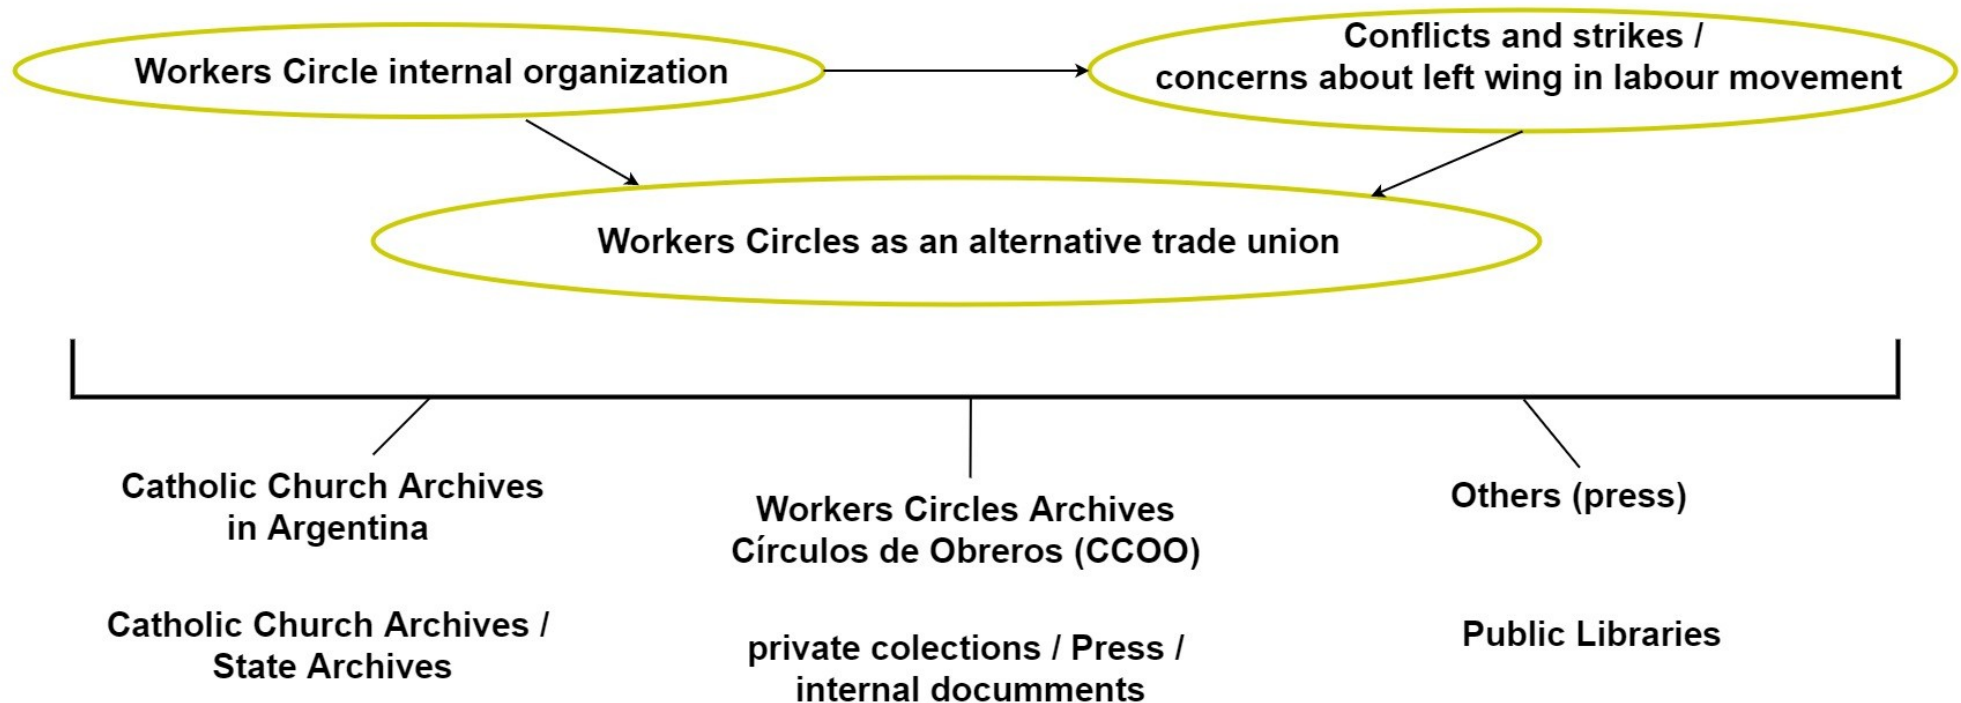 Workers Circle internal organization
Conflicts and strikes /
concerns about left wing in labour movement
Workers Circles as an alternative trade union
Catholic Church Archives
in Argentina
Workers Circles Archives
Círculos de Obreros (CCOO)
Others (press)
Catholic Church Archives /
State Archives
private colections / Press /
internal documments
Public Libraries